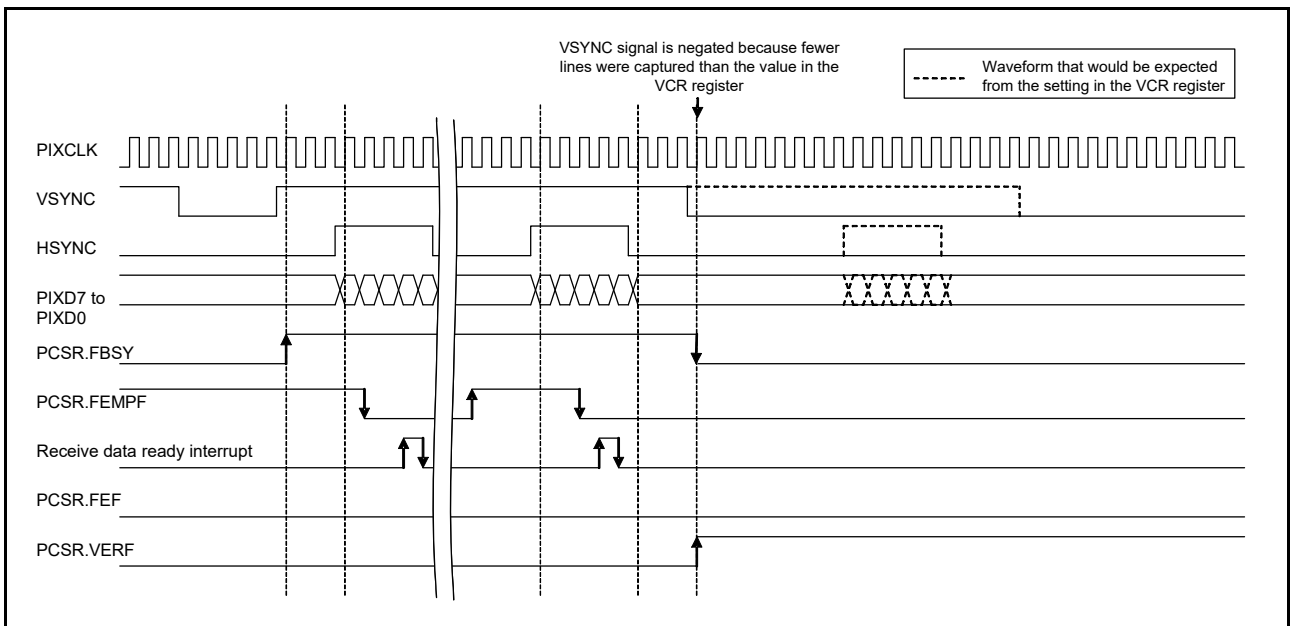 VSYNC signal is negated because fewer
lines were captured than the value in the
VCR register
Waveform that would be expected
from the setting in the VCR register
PIXCLK
VSYNC
HSYNC
PIXD7 to
PIXD0
PCSR.FBSY
PCSR.FEMPF
Receive data ready interrupt
PCSR.FEF
PCSR.VERF